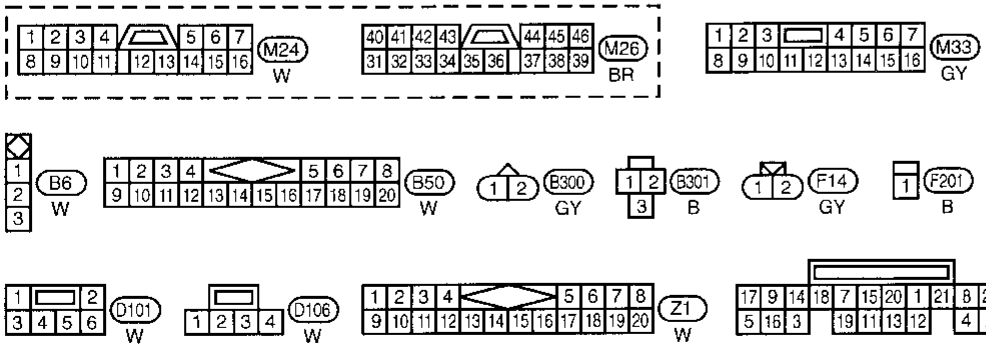 1 2 3 4 5 6 7
8 9 10 11 12 13 14 15 16
M24
W
40 41 42 43 44 45 46
31 32 33 34 35 36 37 38 39
M26
BR
1 2 3 4 5 6 7
8 9 10 11 12 13 14 15 16
M33
GY
1
2
3
B6
W
1 2 3 4 5 6 7 8
9 10 11 12 13 14 15 16 17 18 19 20
B50
W
1 2
B300
GY
1 2
3
B301
B
1 2
F14
GY
1
F201
B
1 2
3 4 5 6
D101
W
1 2 3 4
D106
W
1 2 3 4 5 6 7 8
9 10 11 12 13 14 15 16 17 18 19 20
Z1
W
17 9 14 18 7 15 20 1 21 8
5 16 3 19 11 13 12 4